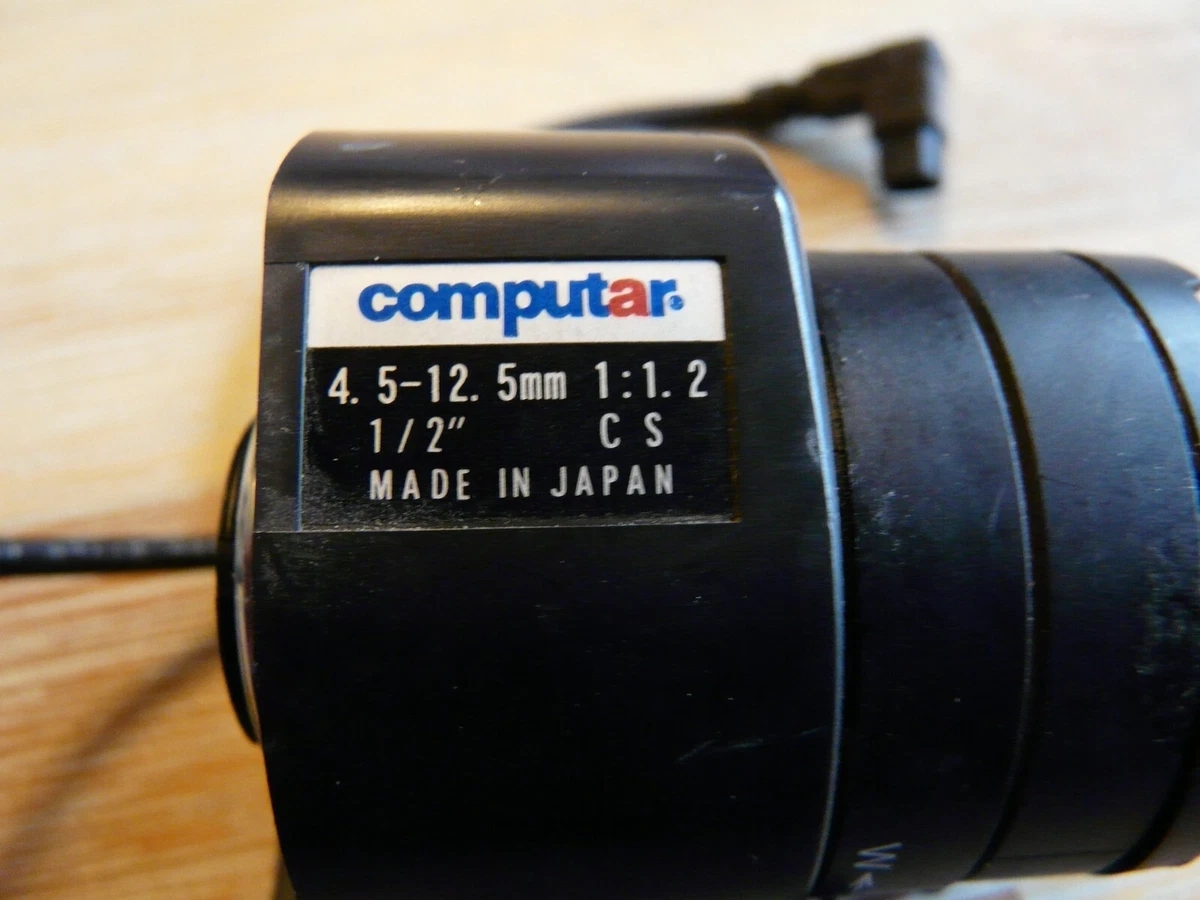 computar
4.5-12.5mm 1:1.2
1/2" CS
MADE IN JAPAN
W<